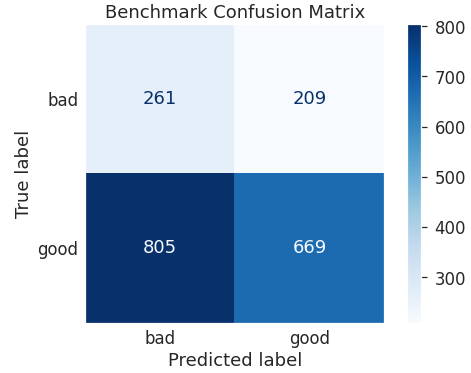 Benchmark Confusion Matrix
True label
bad
261
209
good
805
669
bad
good
Predicted label
800
700
600
500
400
300